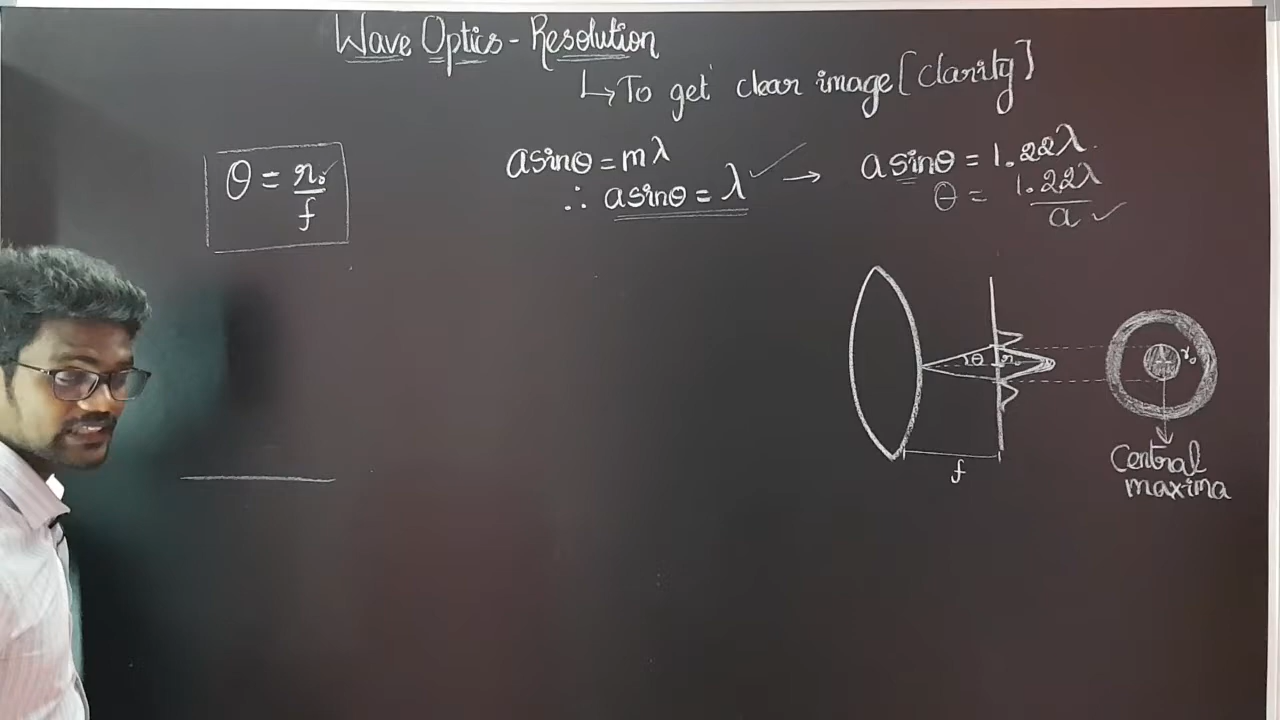 Wave Optics - Resolution
↳ To get clear image [Clarity]
θ = r₀/f
a sinθ = mλ
∴ a sinθ = λ ✓ →
a sinθ = 1.22λ.
θ = 1.22λ/a ✓
θ r₀
r₀
f
Central
maxima